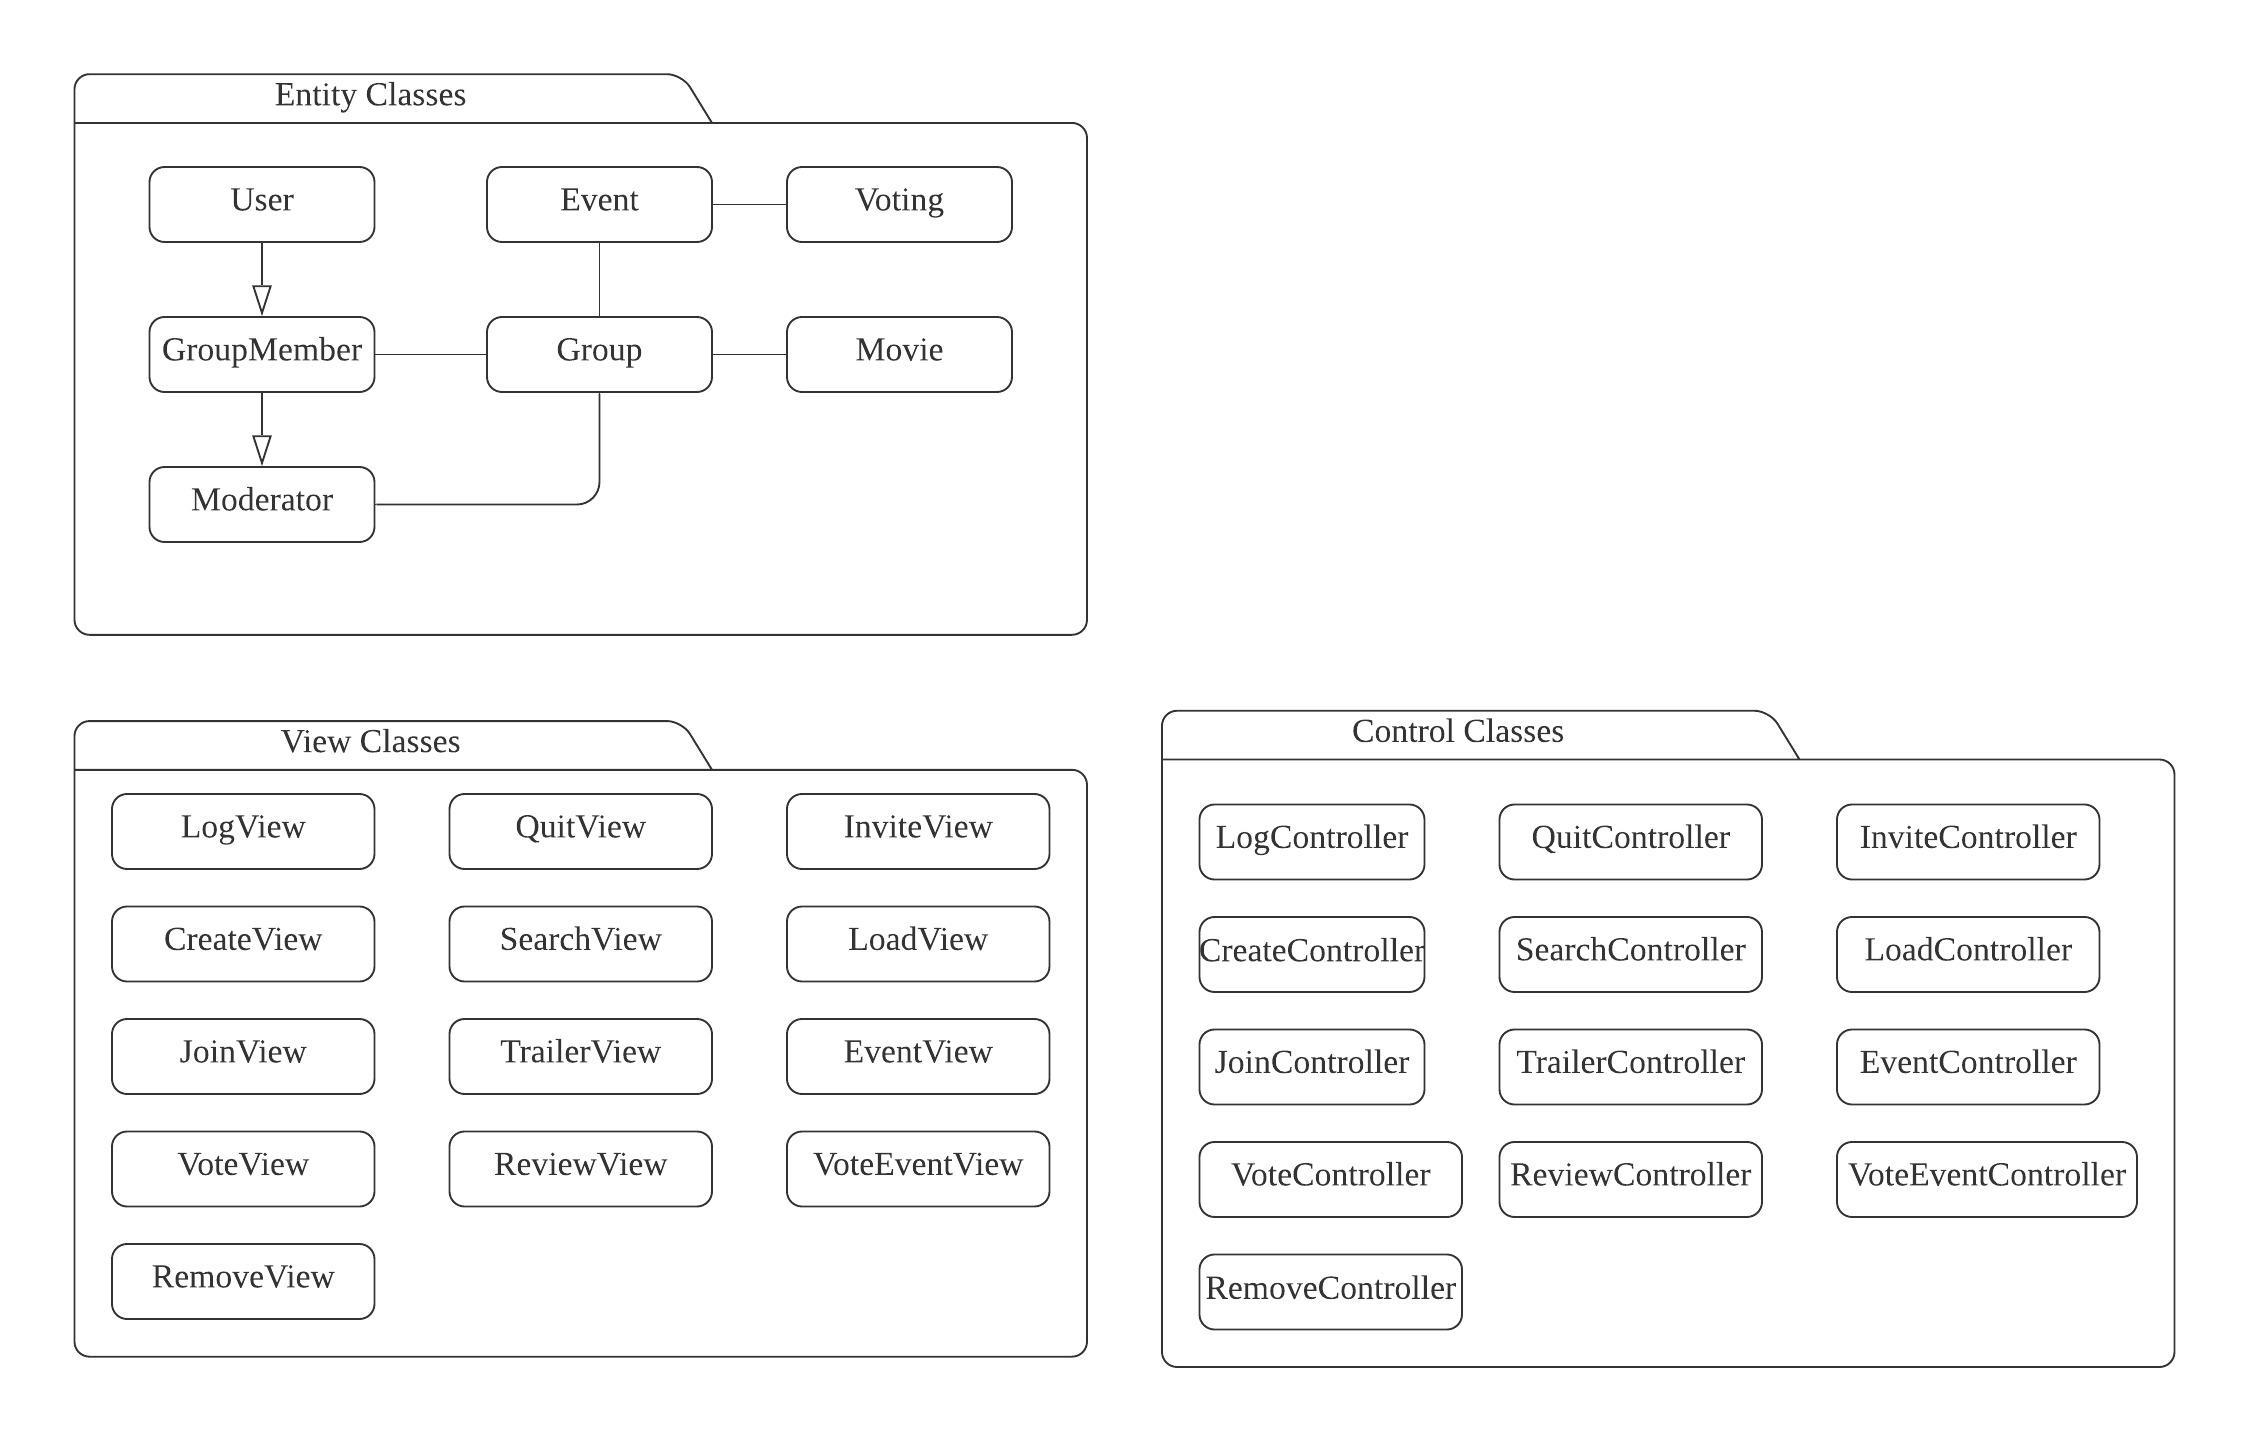 Entity Classes
User
Event
Voting
GroupMember
Group
Movie
Moderator
View Classes
LogView
QuitView
InviteView
CreateView
SearchView
LoadView
JoinView
TrailerView
EventView
VoteView
ReviewView
VoteEventView
RemoveView
Control Classes
LogController
QuitController
InviteController
CreateController
SearchController
LoadController
JoinController
TrailerController
EventController
VoteController
ReviewController
VoteEventController
RemoveController